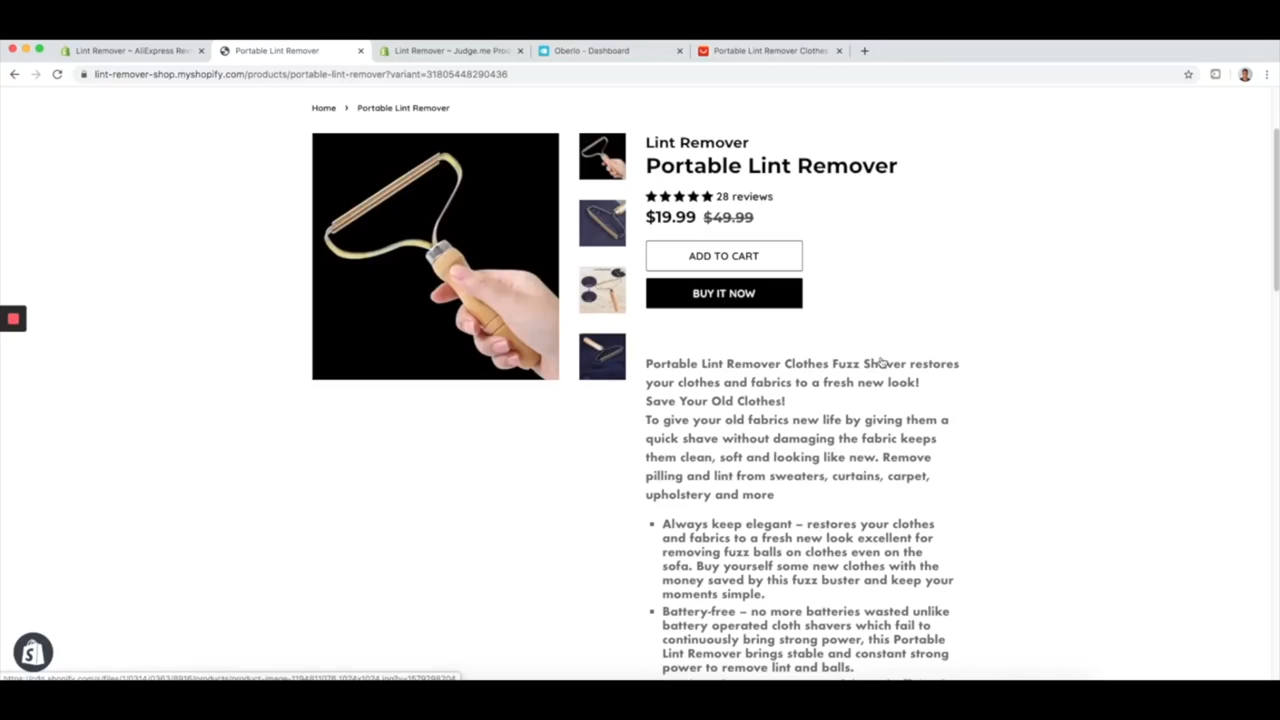 Lint Remover ~ AliExpress Rev
Portable Lint Remover
Lint Remover ~ Judge.me Pro
Oberlo - Dashboard
Portable Lint Remover Clothes
lint-remover-shop.myshopify.com/products/portable-lint-remover?variant=31805448290436
Home › Portable Lint Remover
Lint Remover
Portable Lint Remover
★★★★★ 28 reviews
$19.99 $49.99
ADD TO CART
BUY IT NOW
Portable Lint Remover Clothes Fuzz Shaver restores
your clothes and fabrics to a fresh new look!
Save Your Old Clothes!
To give your old fabrics new life by giving them a
quick shave without damaging the fabric keeps
them clean, soft and looking like new. Remove
pilling and lint from sweaters, curtains, carpet,
upholstery and more
Always keep elegant – restores your clothes
and fabrics to a fresh new look excellent for
removing fuzz balls on clothes even on the
sofa. Buy yourself some new clothes with the
money saved by this fuzz buster and keep your
moments simple.
Battery-free – no more batteries wasted unlike
battery operated cloth shavers which fail to
continuously bring strong power, this Portable
Lint Remover brings stable and constant strong
power to remove lint and balls.